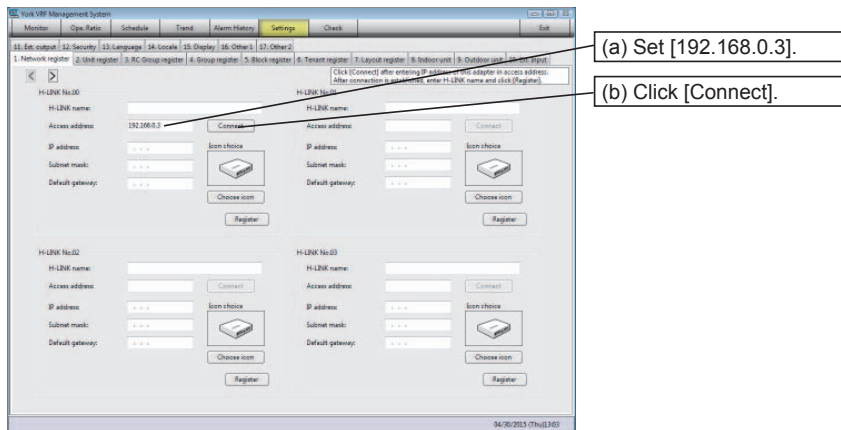 York VRF Management System
Monitor Ope. Ratio Schedule Trend Alarm History Settings Check Exit
11. Ext. output 12. Security 13. Language 14. Locale 15. Display 16. Other1 17. Other2
1. Network register 2. Unit register 3. RC Group register 4. Group register 5. Block register 6. Tenant register 7. Layout register 8. Indoor unit 9. Outdoor unit 10. Ext. input
< >
Click [Connect] after entering IP address of this adapter in access address.
After connection is established, enter H-LINK name and click [Register].
(a) Set [192.168.0.3].
(b) Click [Connect].
H-LINK No.00
H-LINK name:
Access address: 192.168.0.3 Connect
IP address: Icon choice
Subnet mask:
Default gateway:
Choose icon
Register
H-LINK No.01
H-LINK name:
Access address: Connect
IP address: Icon choice
Subnet mask:
Default gateway:
Choose icon
Register
H-LINK No.02
H-LINK name:
Access address: Connect
IP address: Icon choice
Subnet mask:
Default gateway:
Choose icon
Register
H-LINK No.03
H-LINK name:
Access address: Connect
IP address: Icon choice
Subnet mask:
Default gateway:
Choose icon
Register
04/30/2015 (Thu)13:03